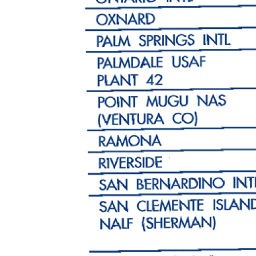 OXNARD
PALM SPRINGS INTL
PALMDALE USAF
PLANT 42
POINT MUGU NAS
(VENTURA CO)
RAMONA
RIVERSIDE
SAN BERNARDINO INT
SAN CLEMENTE ISLAND
NALF (SHERMAN)